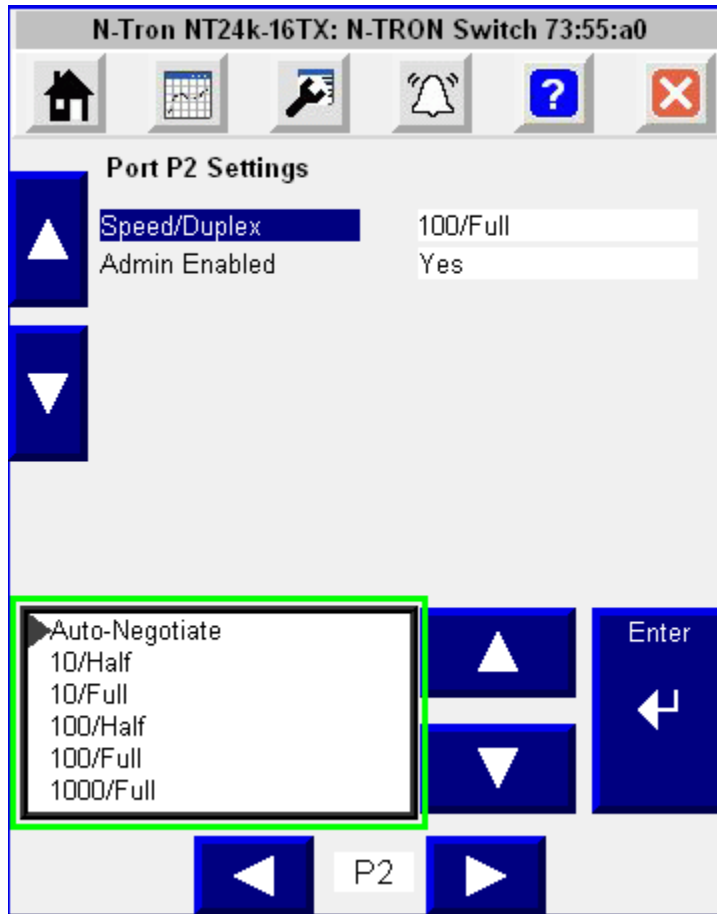 N-Tron NT24k-16TX: N-TRON Switch 73:55:a0
?
Port P2 Settings
Speed/Duplex 100/Full
Admin Enabled Yes
Auto-Negotiate
10/Half
10/Full
100/Half
100/Full
1000/Full
Enter
P2